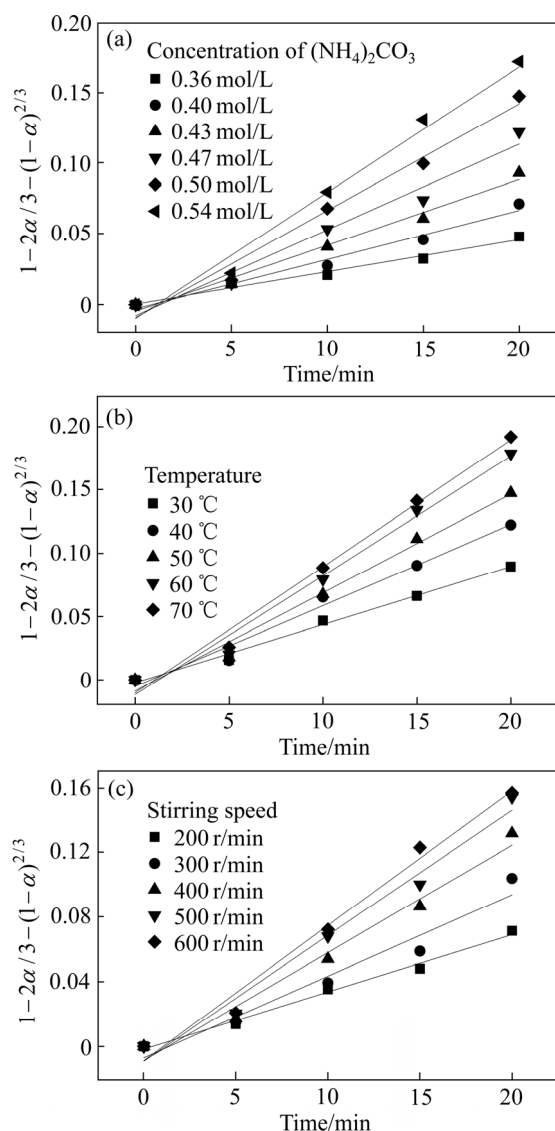 (a)
Concentration of (NH4)2CO3
0.36 mol/L
0.40 mol/L
0.43 mol/L
0.47 mol/L
0.50 mol/L
0.54 mol/L
1−2α/3−(1−α)^2/3
0.20
0.15
0.10
0.05
0
0 5 10 15 20
Time/min
(b)
Temperature
30 ℃
40 ℃
50 ℃
60 ℃
70 ℃
1−2α/3−(1−α)^2/3
0.20
0.15
0.10
0.05
0
0 5 10 15 20
Time/min
(c)
Stirring speed
200 r/min
300 r/min
400 r/min
500 r/min
600 r/min
1−2α/3−(1−α)^2/3
0.16
0.12
0.08
0.04
0
0 5 10 15 20
Time/min